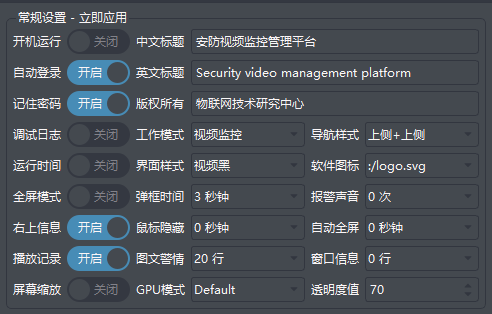 常规设置 - 立即应用
开机运行 关闭 中文标题 安防视频监控管理平台
自动登录 开启 英文标题 Security video management platform
记住密码 开启 版权所有 物联网技术研究中心
调试日志 关闭 工作模式 视频监控 导航样式 上侧+上侧
运行时间 关闭 界面样式 视频黑 软件图标 :/logo.svg
全屏模式 关闭 弹框时间 3 秒钟 报警声音 0 次
右上信息 开启 鼠标隐藏 0 秒钟 自动全屏 0 秒钟
播放记录 开启 图文警情 20 行 窗口信息 0 行
屏幕缩放 关闭 GPU模式 Default 透明度值 70